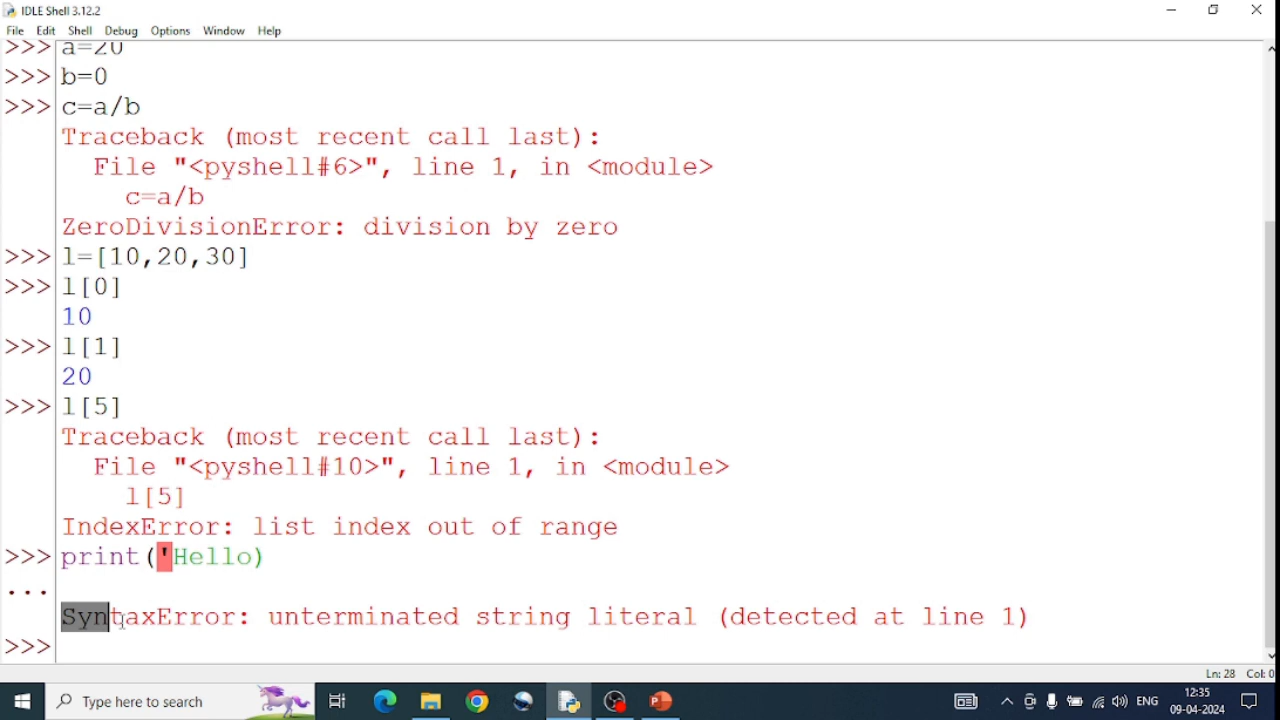 IDLE Shell 3.12.2
File Edit Shell Debug Options Window Help
>>> a=20
>>> b=0
>>> c=a/b
Traceback (most recent call last):
File "<pyshell#6>", line 1, in <module>
c=a/b
ZeroDivisionError: division by zero
>>> l=[10,20,30]
>>> l[0]
10
>>> l[1]
20
>>> l[5]
Traceback (most recent call last):
File "<pyshell#10>", line 1, in <module>
l[5]
IndexError: list index out of range
>>> print('Hello)
...
SyntaxError: unterminated string literal (detected at line 1)
>>>
Ln: 28 Col: 0
Type here to search
ENG
12:35
09-04-2024